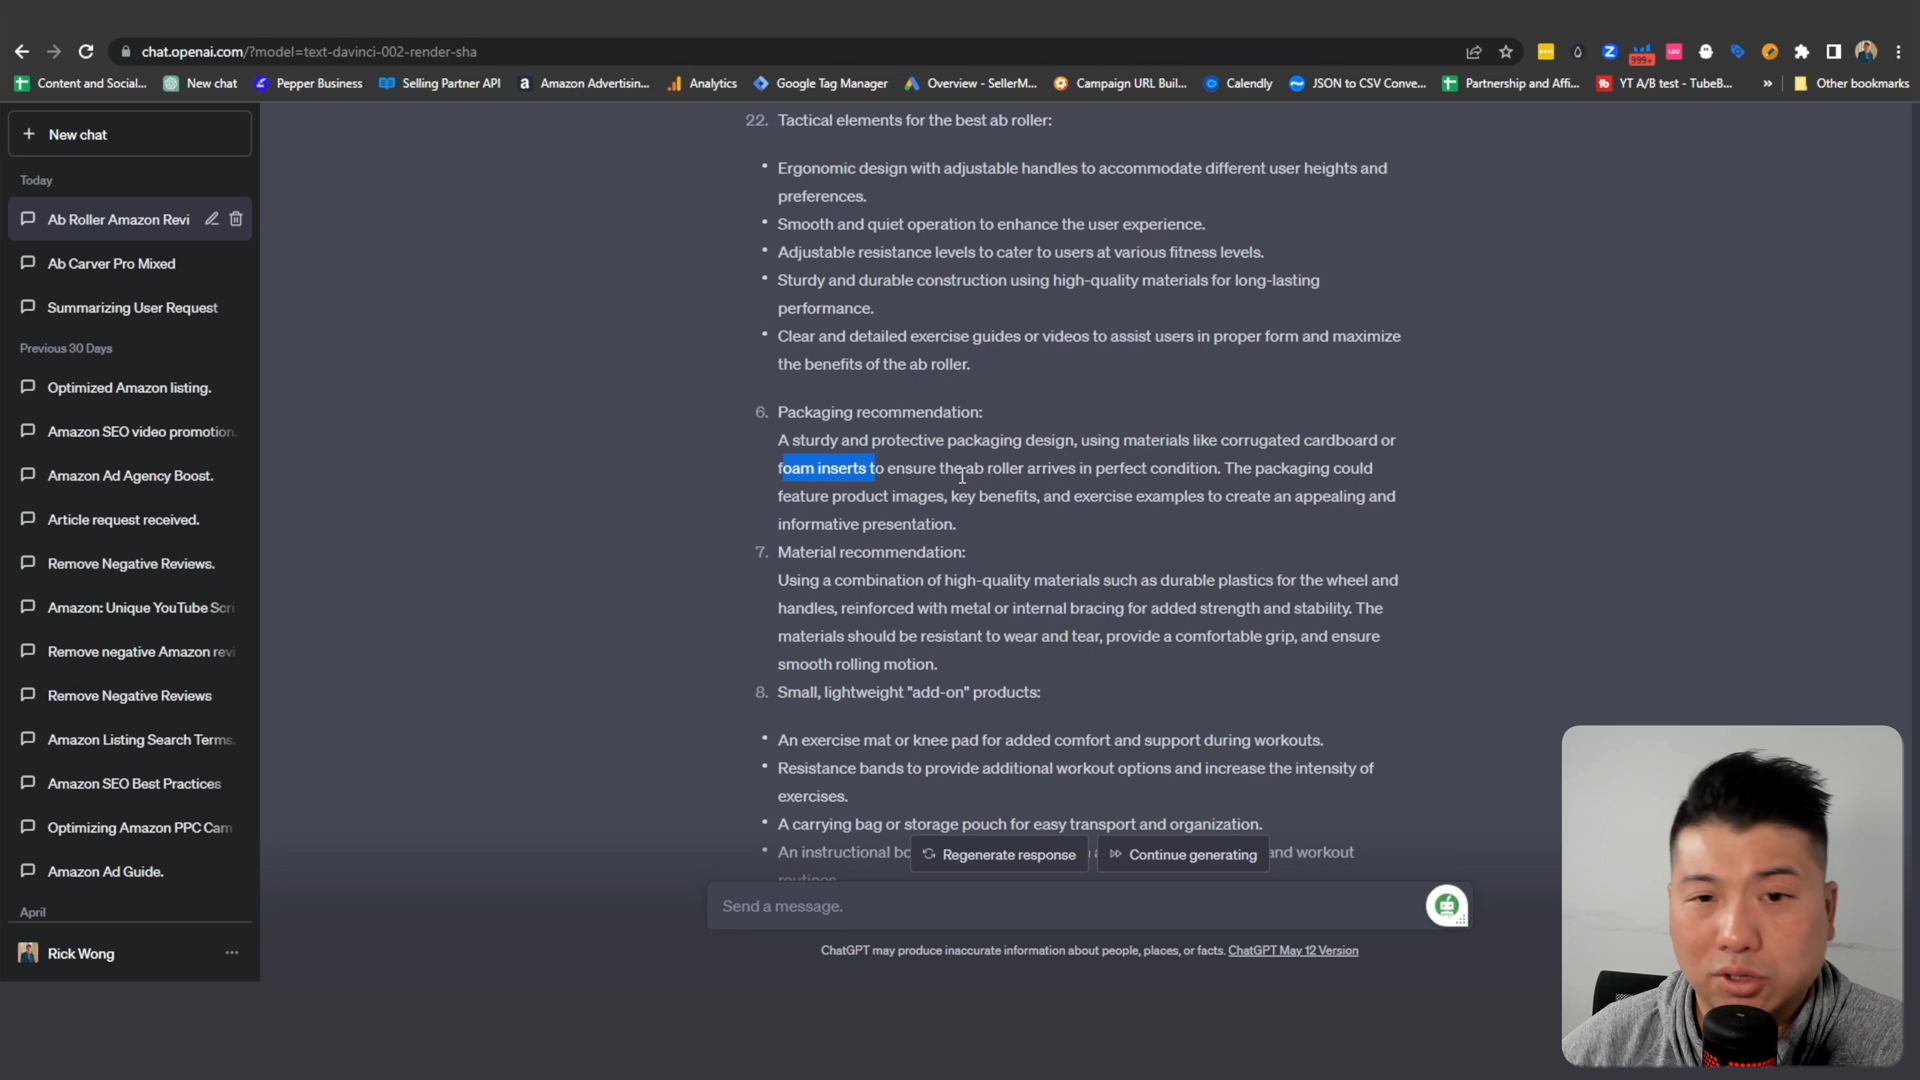 chat.openai.com/?model=text-davinci-002-render-sha
999+
LDU
Content and Social...
New chat
Pepper Business
Selling Partner API
a
Amazon Advertisin...
Analytics
Google Tag Manager
Overview - SellerM...
Campaign URL Buil...
Calendly
JSON to CSV Conve...
Partnership and Affi...
YT A/B test - TubeB...
»
Other bookmarks
+ New chat
Today
Ab Roller Amazon Revi
Ab Carver Pro Mixed
Summarizing User Request
Previous 30 Days
Optimized Amazon listing.
Amazon SEO video promotion.
Amazon Ad Agency Boost.
Article request received.
Remove Negative Reviews.
Amazon: Unique YouTube Scri
Remove negative Amazon revi
Remove Negative Reviews
Amazon Listing Search Terms.
Amazon SEO Best Practices
Optimizing Amazon PPC Cam
Amazon Ad Guide.
April
Rick Wong
...
22. Tactical elements for the best ab roller:
• Ergonomic design with adjustable handles to accommodate different user heights and
preferences.
• Smooth and quiet operation to enhance the user experience.
• Adjustable resistance levels to cater to users at various fitness levels.
• Sturdy and durable construction using high-quality materials for long-lasting
performance.
• Clear and detailed exercise guides or videos to assist users in proper form and maximize
the benefits of the ab roller.
6. Packaging recommendation:
A sturdy and protective packaging design, using materials like corrugated cardboard or
foam inserts to ensure the ab roller arrives in perfect condition. The packaging could
feature product images, key benefits, and exercise examples to create an appealing and
informative presentation.
7. Material recommendation:
Using a combination of high-quality materials such as durable plastics for the wheel and
handles, reinforced with metal or internal bracing for added strength and stability. The
materials should be resistant to wear and tear, provide a comfortable grip, and ensure
smooth rolling motion.
8. Small, lightweight "add-on" products:
• An exercise mat or knee pad for added comfort and support during workouts.
• Resistance bands to provide additional workout options and increase the intensity of
exercises.
• A carrying bag or storage pouch for easy transport and organization.
• An instructional bo and workout
routines.
Regenerate response
Continue generating
Send a message.
ChatGPT may produce inaccurate information about people, places, or facts. ChatGPT May 12 Version